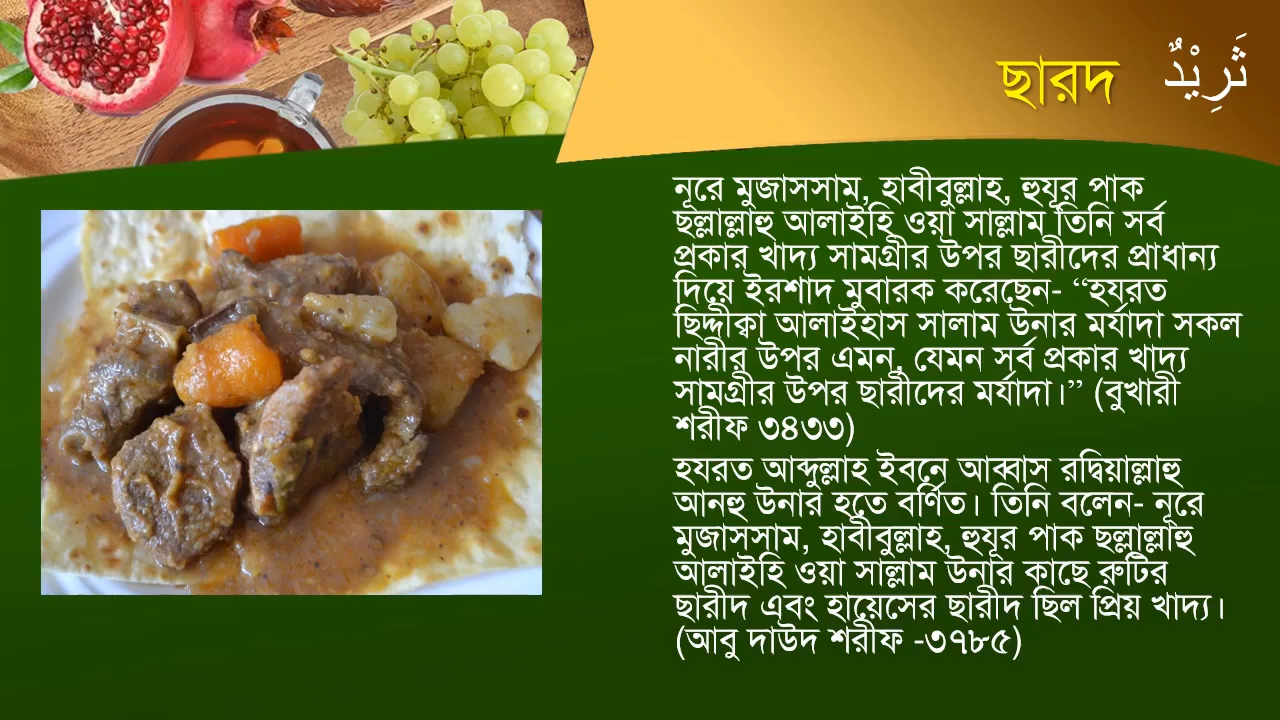 ছারদ ثَرِيْدٌ
নূরে মুজাসসাম, হাবীবুল্লাহ, হুযূর পাক
ছল্লাল্লাহু আলাইহি ওয়া সাল্লাম তিনি সর্ব
প্রকার খাদ্য সামগ্রীর উপর ছারীদের প্রাধান্য
দিয়ে ইরশাদ মুবারক করেছেন- “হযরত
ছিদ্দীক্বা আলাইহাস সালাম উনার মর্যাদা সকল
নারীর উপর এমন, যেমন সর্ব প্রকার খাদ্য
সামগ্রীর উপর ছারীদের মর্যাদা।” (বুখারী
শরীফ ৩৪৩৩)
হযরত আব্দুল্লাহ ইবনে আব্বাস রদ্বিয়াল্লাহু
আনহু উনার হতে বর্ণিত। তিনি বলেন- নূরে
মুজাসসাম, হাবীবুল্লাহ, হুযূর পাক ছল্লাল্লাহু
আলাইহি ওয়া সাল্লাম উনার কাছে রুটির
ছারীদ এবং হায়েসের ছারীদ ছিল প্রিয় খাদ্য।
(আবু দাউদ শরীফ -৩৭৮৫)